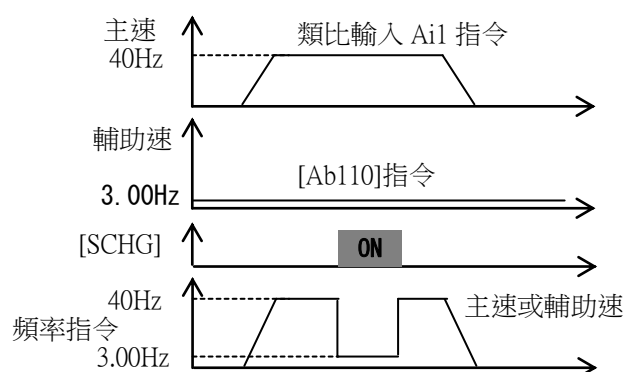 主速
40Hz
類比輸入 Ai1 指令
輔助速
3.00Hz
[Ab110]指令
[SCHG]
ON
40Hz
頻率指令
3.00Hz
主速或輔助速